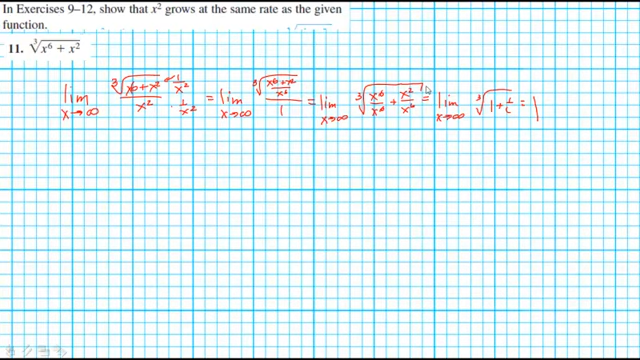 In Exercises 9–12, show that x² grows at the same rate as the given
function.
11. ∛(x⁶ + x²)
lim x→∞ ∛(x⁶ + x²) · 1/x² / x² · 1/x² = lim x→∞ ∛((x⁶ + x²)/x⁶) / 1 = lim x→∞ ∛(x⁶/x⁶ + x²/x⁶) = lim x→∞ ∛(1 + = 1